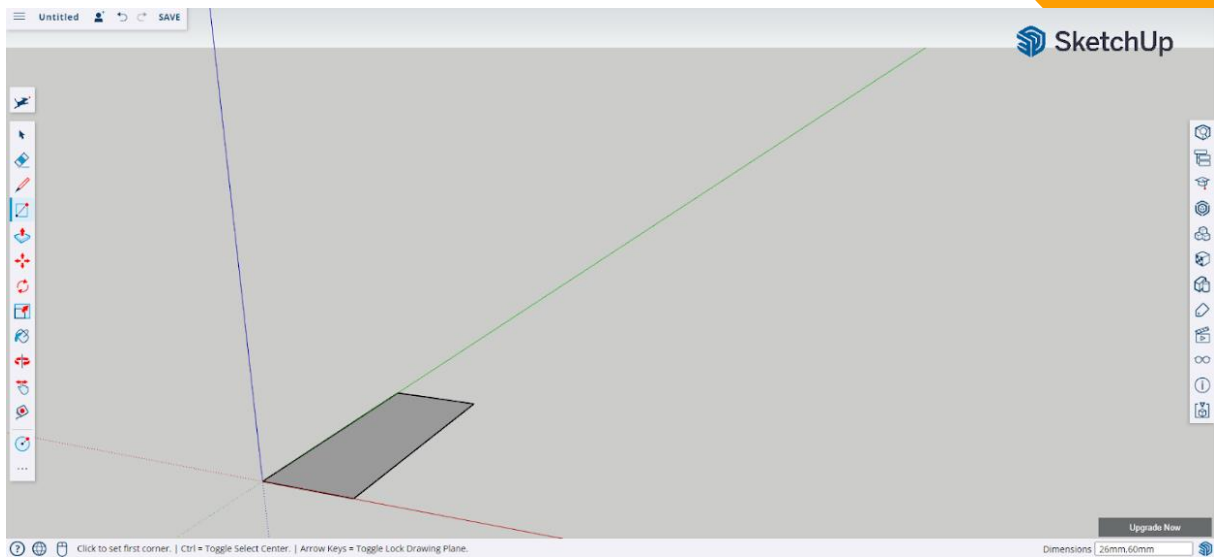 Untitled SAVE
SketchUp
Upgrade Now
Click to set first corner. | Ctrl = Toggle Select Center. | Arrow Keys = Toggle Lock Drawing Plane.
Dimensions 26mm,60mm